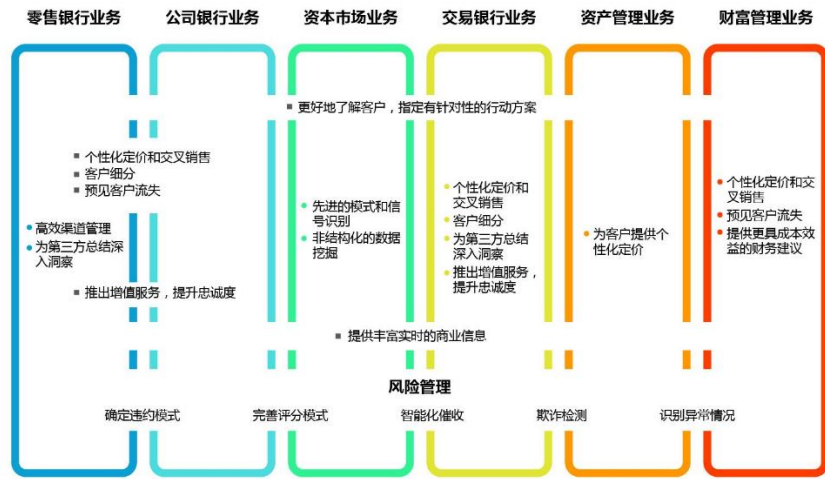 零售银行业务 公司银行业务 资本市场业务 交易银行业务 资产管理业务 财富管理业务
■ 更好地了解客户，指定有针对性的行动方案
■ 个性化定价和交叉销售
■ 客户细分
■ 预见客户流失
• 高效渠道管理
• 为第三方总结深
入洞察
■ 推出增值服务，提升忠诚度
• 先进的模式和信
号识别
• 非结构化的数据
挖掘
• 个性化定价和
交叉销售
• 客户细分
• 为第三方总结
深入洞察
• 推出增值服务，
提升忠诚度
• 为客户提供个
性化定价
• 个性化定价和交
叉销售
• 预见客户流失
• 提供更具成本效
益的财务建议
■ 提供丰富实时的商业信息
风险管理
确定违约模式 完善评分模式 智能化催收 欺诈检测 识别异常情况